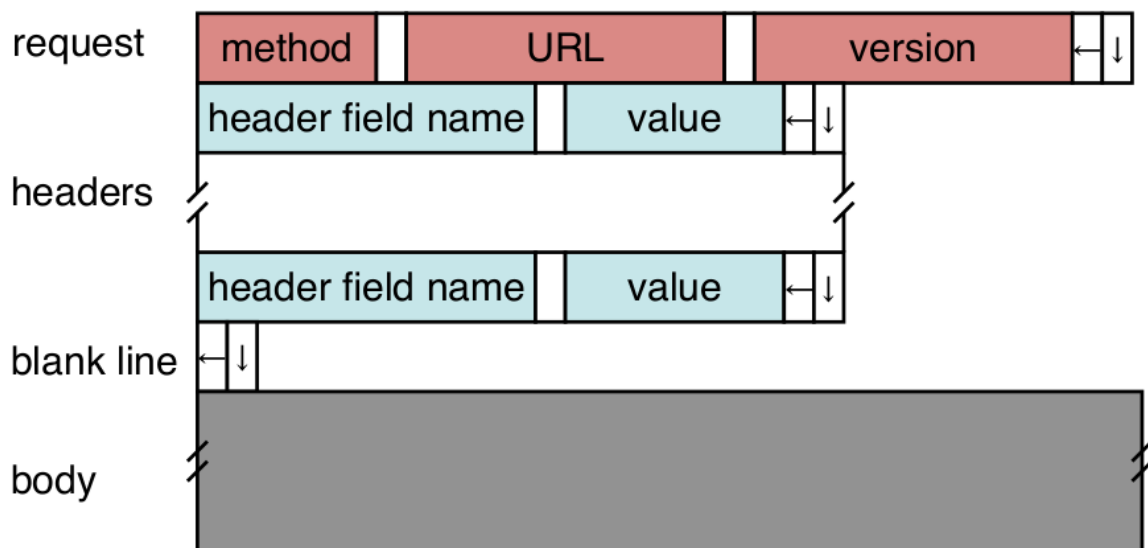 request method URL version ← ↓
header field name value ← ↓
headers
header field name value ← ↓
blank line ← ↓
body